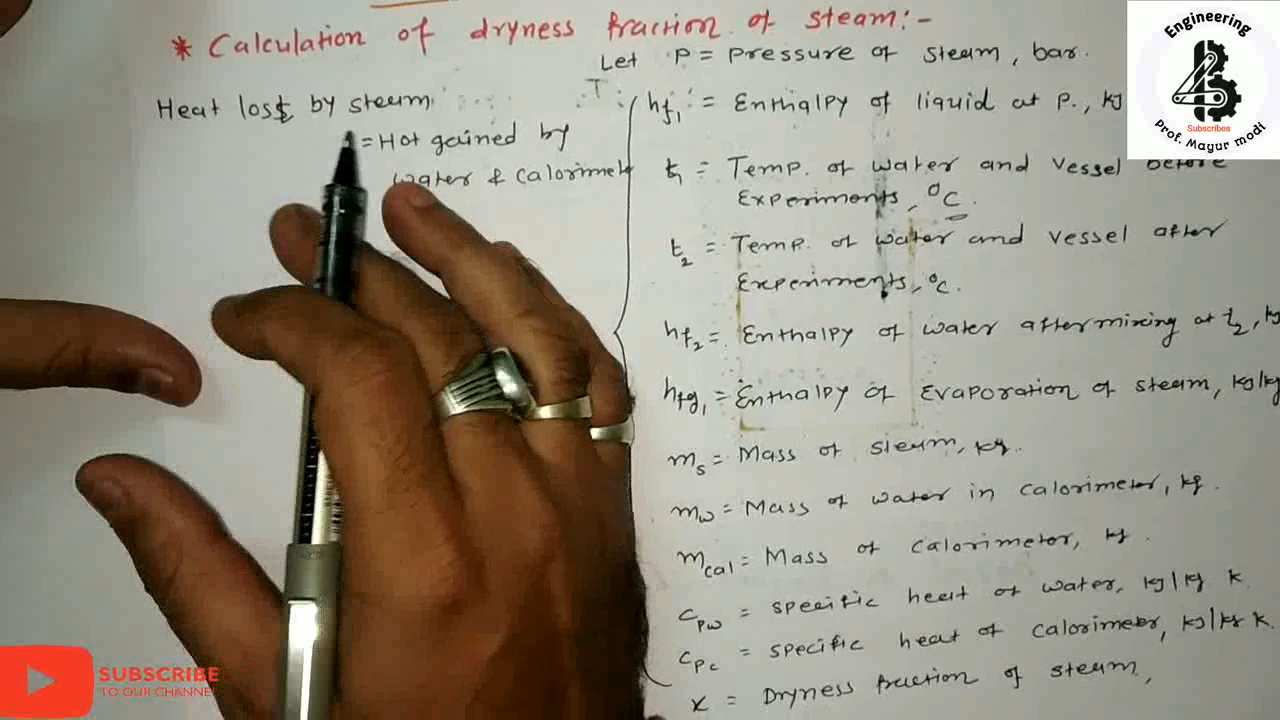 * Calculation of dryness fraction of steam:-
Let P = Pressure of steam, bar.
Heat lost by steam
= Hot gained by
water & Calorimete
hf1 = Enthalpy of liquid at P., kj
t1 = Temp. of water and vessel before
Experiments, °C.
t2 = Temp. of water and vessel after
Experiments, °C.
hf2 = Enthalpy of water after mixing at t2, kj
hfg1 = Enthalpy of Evaporation of steam, kj/kg
ms = Mass of steam, kg.
mw = Mass of water in calorimeter, kg.
mcal = Mass of calorimeter, kg.
Cpw = specific heat of water, kj/kg K
Cpc = specific heat of calorimeter, kj/kg K.
x = Dryness fraction of steam,
Engineering
Subscribes
Prof. Mayur modi
SUBSCRIBE
TO OUR CHANNEL